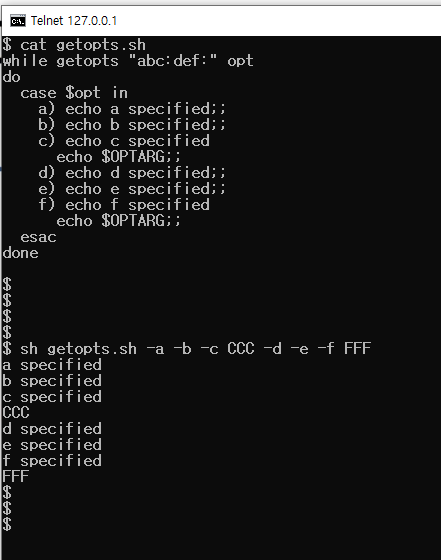 Telnet 127.0.0.1
$ cat getopts.sh
while getopts "abc:def:" opt
do
  case $opt in
    a) echo a specified;;
    b) echo b specified;;
    c) echo c specified
      echo $OPTARG;;
    d) echo d specified;;
    e) echo e specified;;
    f) echo f specified
      echo $OPTARG;;
  esac
done

$
$
$
$
$ sh getopts.sh -a -b -c CCC -d -e -f FFF
a specified
b specified
c specified
CCC
d specified
e specified
f specified
FFF
$
$
$